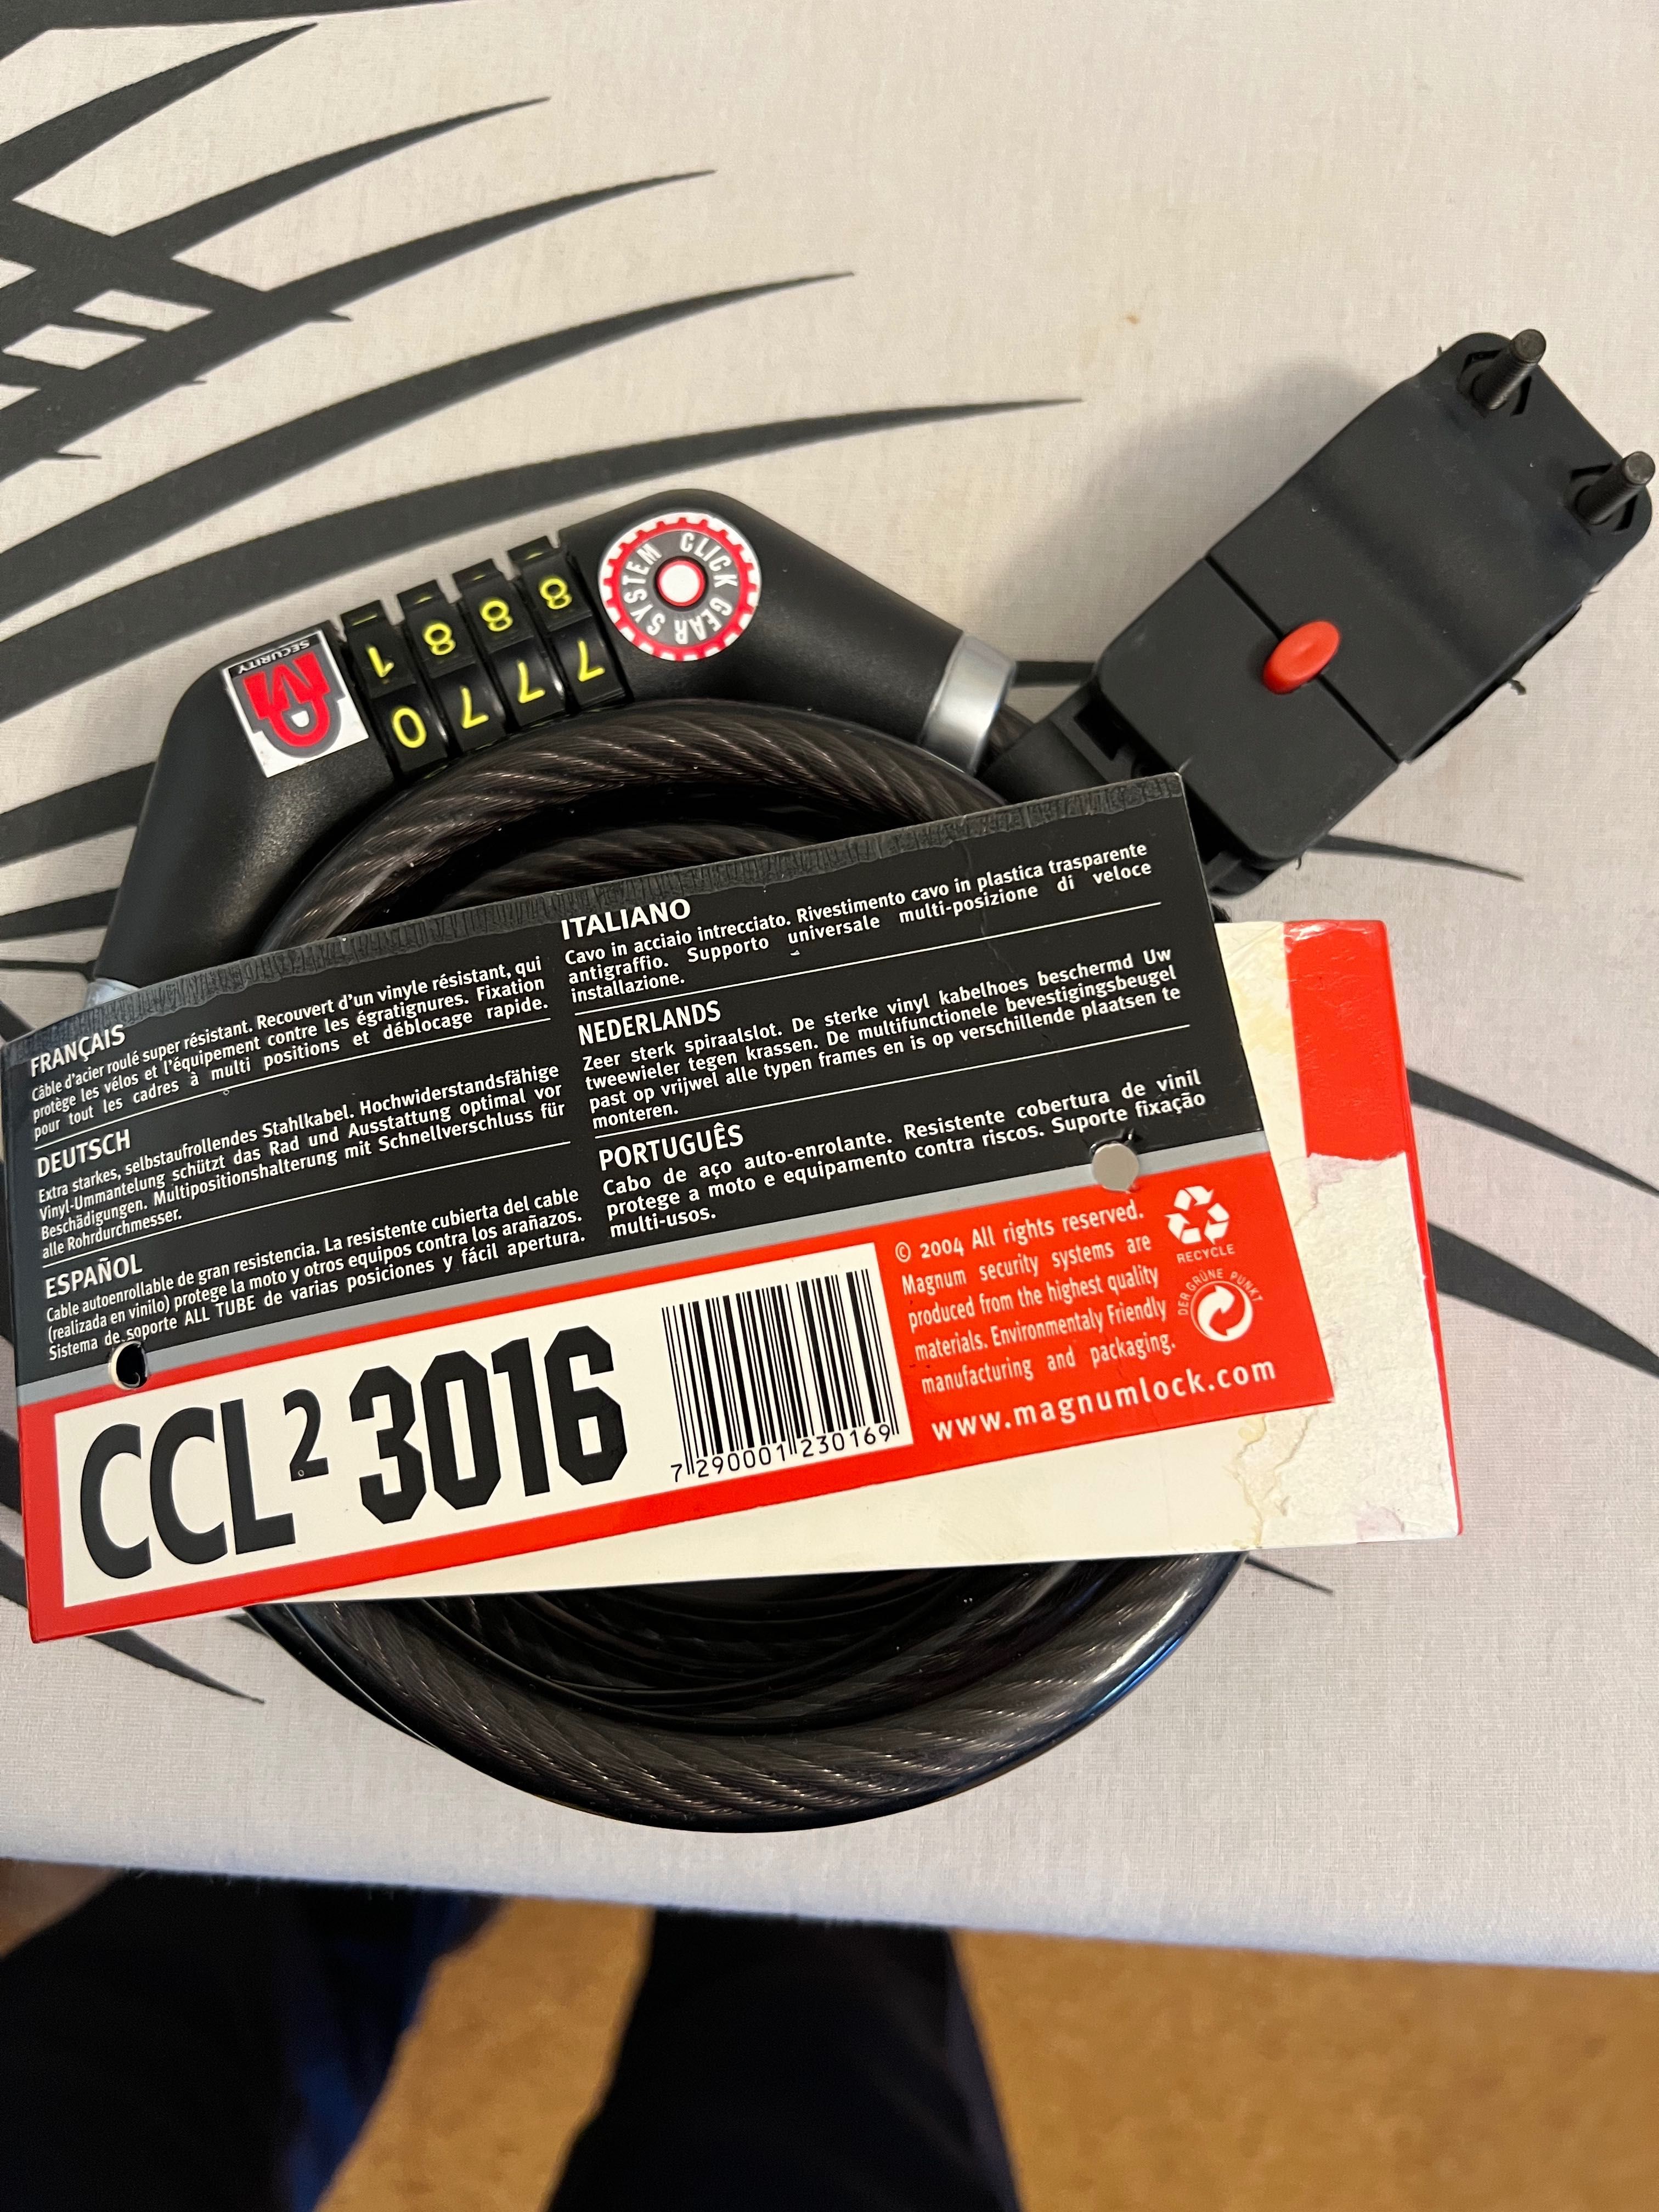 SECURITY
M
1 8 8 8
0 7 7 7
CLICK GEAR SYSTEM
FRANÇAIS
Câble d'acier roulé super résistant. Recouvert d'un vinyle résistant, qui
protège les vélos et l'équipement contre les égratignures. Fixation
pour tout les cadres à multi positions et déblocage rapide.
DEUTSCH
Extra starkes, selbstaufrollendes Stahlkabel. Hochwiderstandsfähige
Vinyl-Ummantelung schützt das Rad und Ausstattung optimal vor
Beschädigungen. Multipositionshalterung mit Schnellverschluss für
alle Rohrdurchmesser.
ESPAÑOL
Cable autoenrollable de gran resistencia. La resistente cubierta del cable
(realizada en vinilo) protege la moto y otros equipos contra los arañazos.
Sistema de soporte ALL TUBE de varias posiciones y fácil apertura.
ITALIANO
Cavo in acciaio intrecciato. Rivestimento cavo in plastica trasparente
antigraffio. Supporto universale multi-posizione di veloce
installazione.
NEDERLANDS
Zeer sterk spiraalslot. De sterke vinyl kabelhoes beschermd Uw
tweewieler tegen krassen. De multifunctionele bevestigingsbeugel
past op vrijwel alle typen frames en is op verschillende plaatsen te
monteren.
PORTUGUÊS
Cabo de aço auto-enrolante. Resistente cobertura de vinil
protege a moto e equipamento contra riscos. Suporte fixação
multi-usos.
CCL² 3016
7 290001 230169
© 2004 All rights reserved.
Magnum security systems are
produced from the highest quality
materials. Environmentaly Friendly
manufacturing and packaging.
www.magnumlock.com
RECYCLE
DER GRÜNE PUNKT